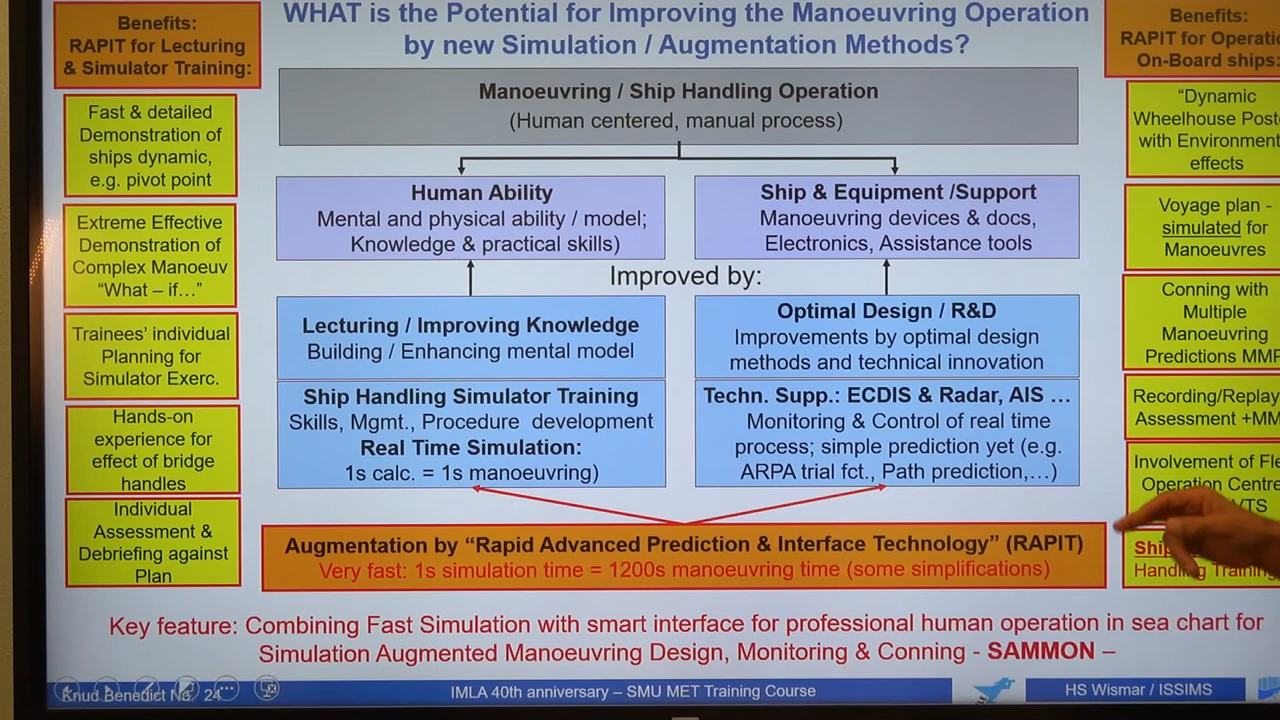 WHAT is the Potential for Improving the Manoeuvring Operation
by new Simulation / Augmentation Methods?
Benefits:
RAPIT for Lecturing
& Simulator Training:
Fast & detailed
Demonstration of
ships dynamic,
e.g. pivot point
Extreme Effective
Demonstration of
Complex Manoeuv
“What – if…”
Trainees’ individual
Planning for
Simulator Exerc.
Hands-on
experience for
effect of bridge
handles
Individual
Assessment &
Debriefing against
Plan
Manoeuvring / Ship Handling Operation
(Human centered, manual process)
Human Ability
Mental and physical ability / model;
Knowledge & practical skills)
Ship & Equipment /Support
Manoeuvring devices & docs,
Electronics, Assistance tools
Improved by:
Lecturing / Improving Knowledge
Building / Enhancing mental model
Optimal Design / R&D
Improvements by optimal design
methods and technical innovation
Ship Handling Simulator Training
Skills, Mgmt., Procedure development
Real Time Simulation:
1s calc. = 1s manoeuvring)
Techn. Supp.: ECDIS & Radar, AIS …
Monitoring & Control of real time
process; simple prediction yet (e.g.
ARPA trial fct., Path prediction,…)
Augmentation by “Rapid Advanced Prediction & Interface Technology” (RAPIT)
Very fast: 1s simulation time = 1200s manoeuvring time (some simplifications)
Benefits:
RAPIT for
On-Board ships:
“Dynamic
Wheelhouse
with Environment
effects
Voyage plan -
simulated for
Manoeuvres
Conning with
Multiple
Manoeuvring
Predictions
Recording/Replay
Assessment
Involvement of
Operation
VTS
Handling Training
Key feature: Combining Fast Simulation with smart interface for professional human operation in sea chart for
Simulation Augmented Manoeuvring Design, Monitoring & Conning - SAMMON –
Knud Benedict No. 24
IMLA 40th anniversary – SMU MET Training Course
HS Wismar / ISSIMS